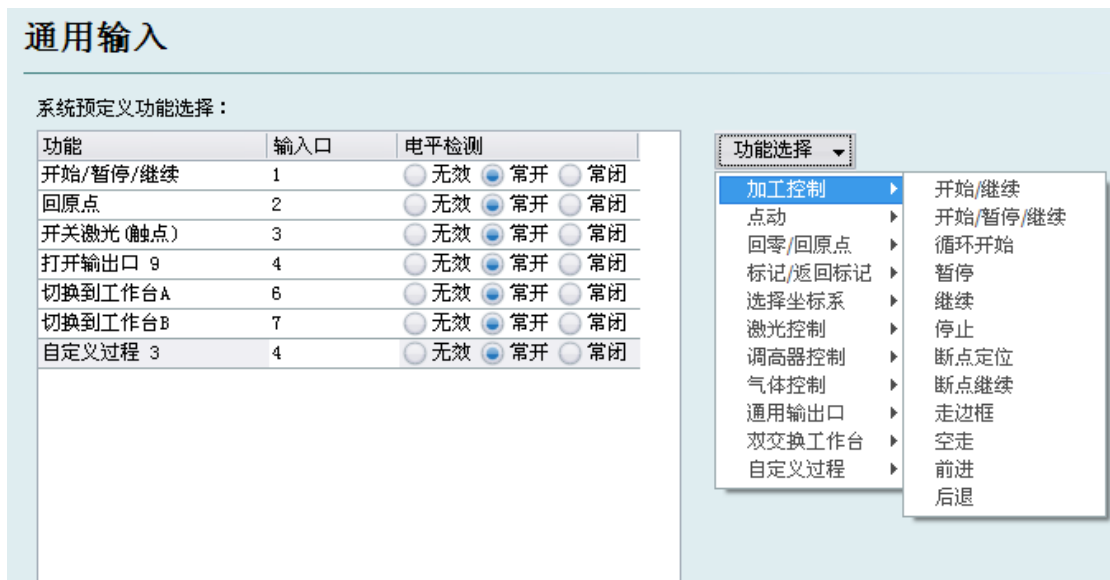 通用输入
系统预定义功能选择：
功能 输入口 电平检测
开始/暂停/继续 1 无效 常开 常闭
回原点 2 无效 常开 常闭
开关激光(触点) 3 无效 常开 常闭
打开输出口 9 4 无效 常开 常闭
切换到工作台A 6 无效 常开 常闭
切换到工作台B 7 无效 常开 常闭
自定义过程 3 4 无效 常开 常闭
功能选择
加工控制
点动
回零/回原点
标记/返回标记
选择坐标系
激光控制
调高器控制
气体控制
通用输出口
双交换工作台
自定义过程
开始/继续
开始/暂停/继续
循环开始
暂停
继续
停止
断点定位
断点继续
走边框
空走
前进
后退